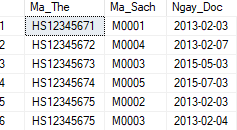 Ma_The Ma_Sach Ngay_Doc
1 HS12345671 M0001 2013-02-03
2 HS12345672 M0004 2013-02-07
3 HS12345673 M0003 2015-05-03
4 HS12345674 M0005 2015-07-03
5 HS12345675 M0002 2013-02-03
6 HS12345675 M0003 2013-02-04